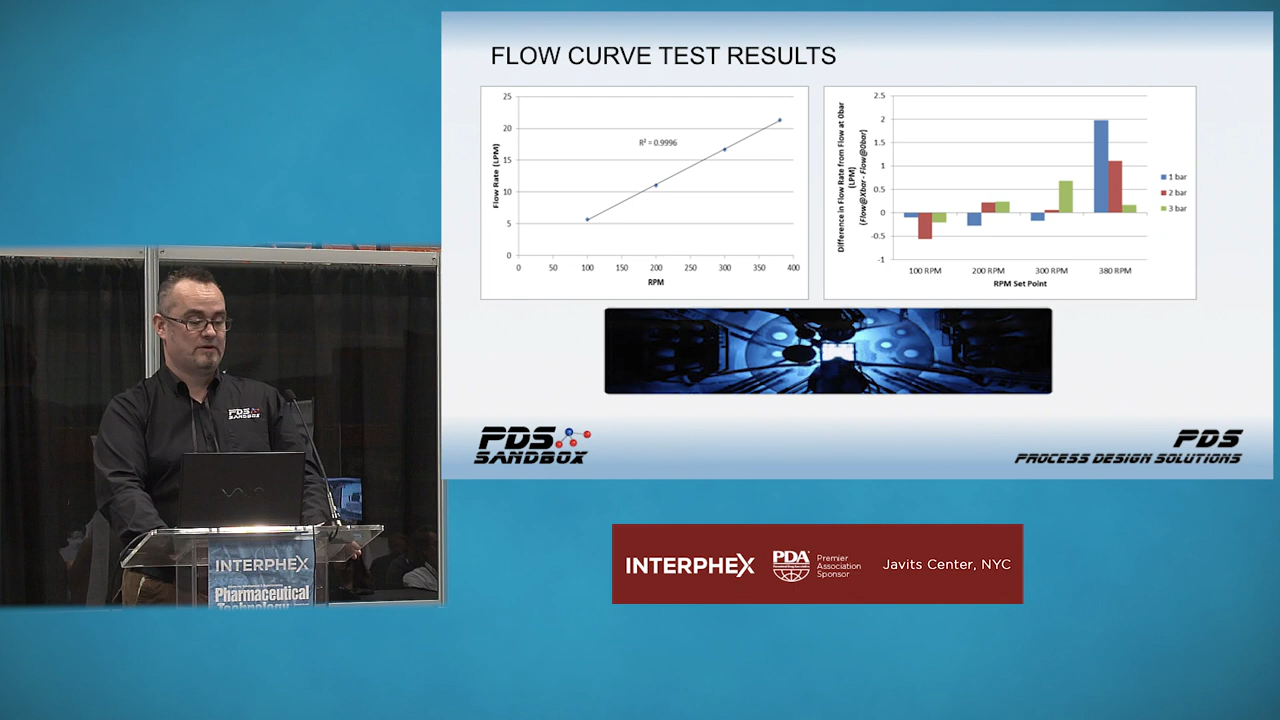 FLOW CURVE TEST RESULTS
25
20
15
10
5
0
Flow Rate (LPM)
R² = 0.9996
0 50 100 150 200 250 300 350 400
RPM
2.5
2
1.5
1
0.5
0
-0.5
-1
Difference in Flow Rate from Flow at 0bar
(LPM)
(Flow@Xbar - Flow@0bar)
1 bar
2 bar
3 bar
100 RPM 200 RPM 300 RPM 380 RPM
RPM Set Point
PDS
SANDBOX
PDS
PROCESS DESIGN SOLUTIONS
PDS
SANDBOX
VAIO
INTERPHEX
Pharmaceutical
Technology
INTERPHEX
PDA
Premier
Association
Sponsor
Javits Center, NYC